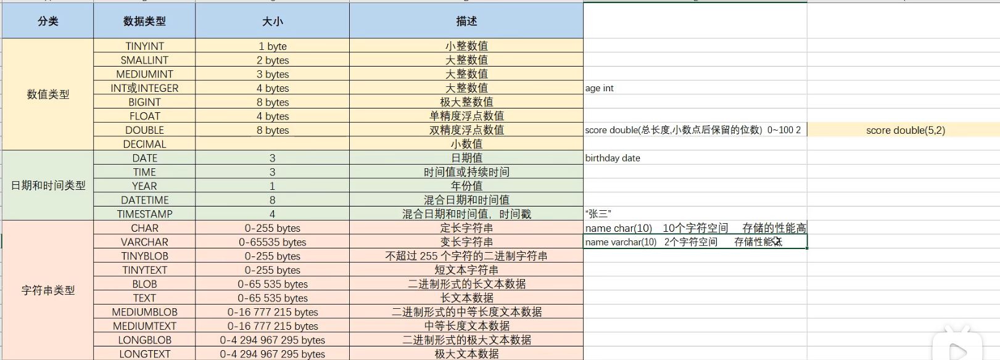 分类 数据类型 大小 描述
TINYINT 1 byte 小整数值
SMALLINT 2 bytes 大整数值
MEDIUMINT 3 bytes 大整数值
INT或INTEGER 4 bytes 大整数值 age int
数值类型
BIGINT 8 bytes 极大整数值
FLOAT 4 bytes 单精度浮点数值
DOUBLE 8 bytes 双精度浮点数值 score double(总长度,小数点后保留的位数) 0~100 2 score double(5,2)
DECIMAL 小数值
DATE 3 日期值 birthday date
TIME 3 时间值或持续时间
日期和时间类型 YEAR 1 年份值
DATETIME 8 混合日期和时间值
TIMESTAMP 4 混合日期和时间值，时间戳 “张三”
CHAR 0-255 bytes 定长字符串 name char(10) 10个字符空间 存储的性能高
VARCHAR 0-65535 bytes 变长字符串 name varchar(10) 2个字符空间 存储性能
TINYBLOB 0-255 bytes 不超过 255 个字符的二进制字符串
TINYTEXT 0-255 bytes 短文本字符串
BLOB 0-65 535 bytes 二进制形式的长文本数据
字符串类型
TEXT 0-65 535 bytes 长文本数据
MEDIUMBLOB 0-16 777 215 bytes 二进制形式的中等长度文本数据
MEDIUMTEXT 0-16 777 215 bytes 中等长度文本数据
LONGBLOB 0-4 294 967 295 bytes 二进制形式的极大文本数据
LONGTEXT 0-4 294 967 295 bytes 极大文本数据